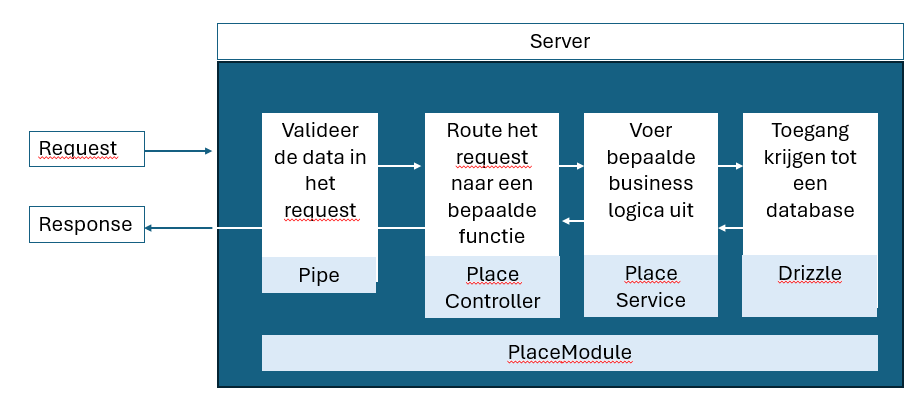 Server
Request
Response
Valideer
de data in
het
request
Pipe
Route het
request
naar een
bepaalde
functie
Place
Controller
Voer
bepaalde
business
logica uit
Place
Service
Toegang
krijgen tot
een
database
Drizzle
PlaceModule